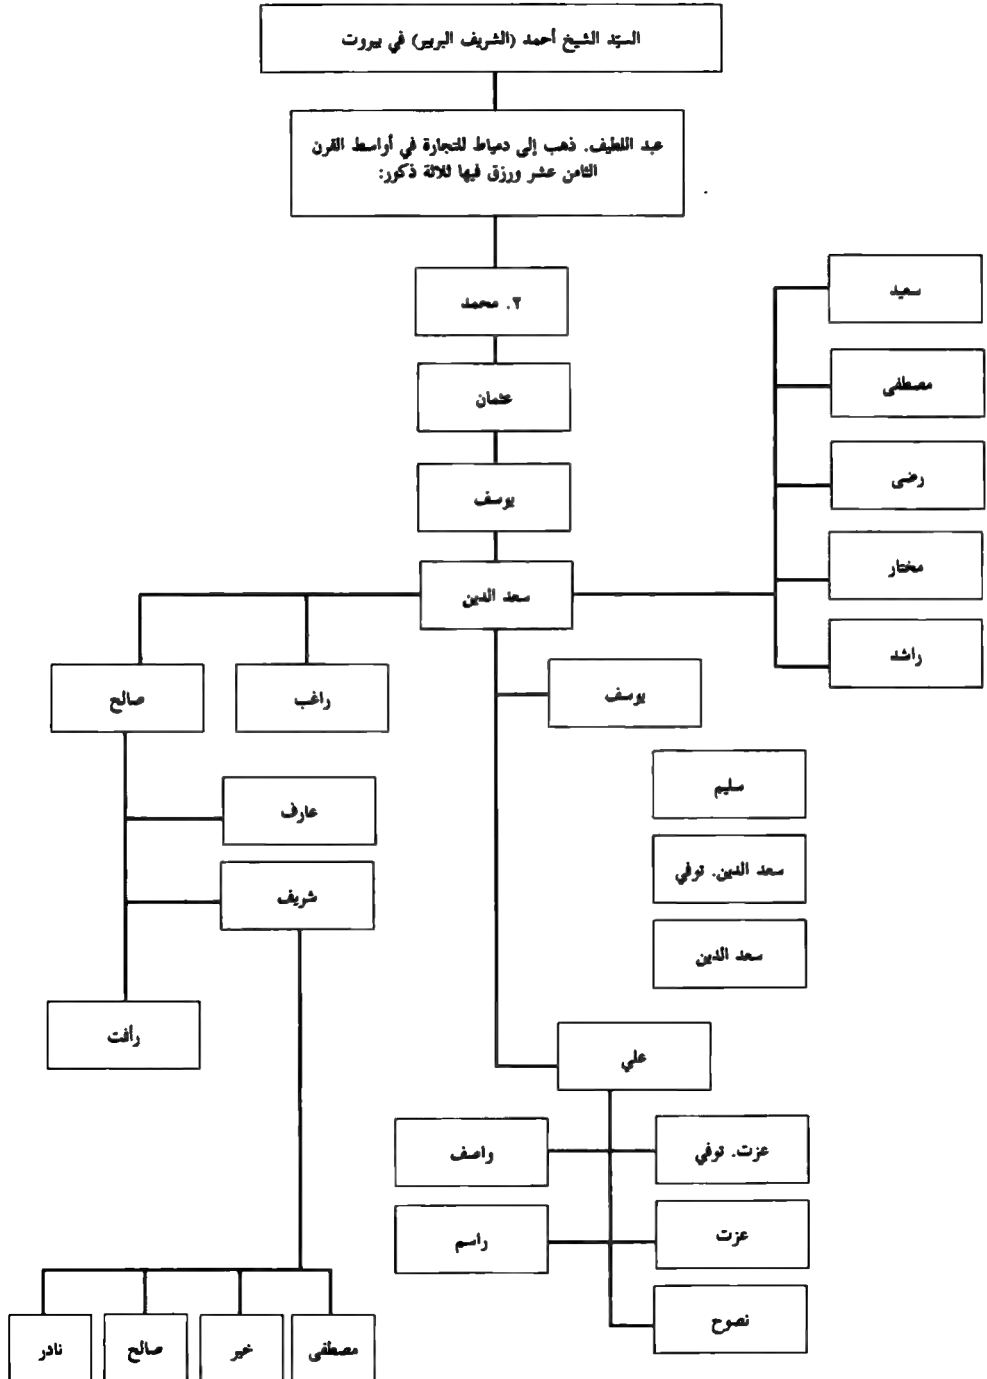 السيّد الشيخ أحمد (الشريف البربير) في بيروت
عبد اللطيف. ذهب إلى دمياط للتجارة في أواسط القرن
الثامن عشر ورزق فيها ثلاثة ذكور:
٢. محمد
عثمان
يوسف
سعد الدين
سعيد
مصطفى
رضى
مختار
راشد
راغب
صالح
يوسف
سليم
سعد الدين. توفي
سعد الدين
عارف
شريف
رأفت
علي
عزت. توفي
واصف
عزت
راسم
نصوح
مصطفى
خير
صالح
نادر